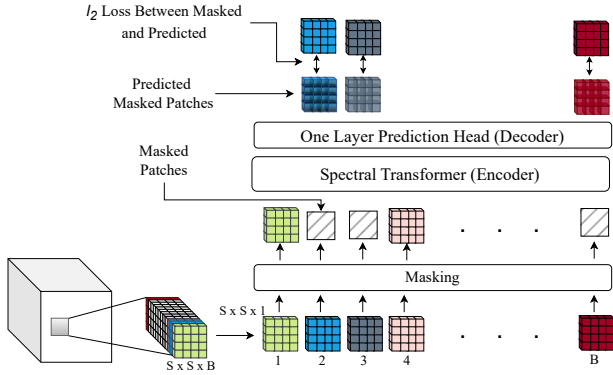 l2 Loss Between Masked
and Predicted
Predicted
Masked Patches
One Layer Prediction Head (Decoder)
Masked
Patches
Spectral Transformer (Encoder)
. . .
Masking
S x S x 1
S x S x B
. . .
1 2 3 4 B